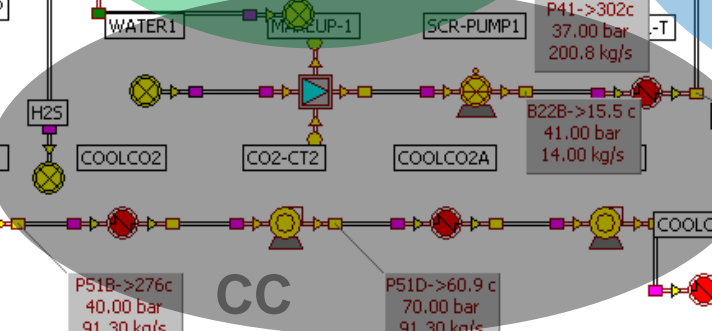 P41->302c
37.00 bar
200.8 kg/s
WATER1
MAKEUP-1
SCR-PUMP1
-T
H2S
B22B->15.5 c
41.00 bar
14.00 kg/s
COOLCO2
CO2-CT2
COOLCO2A
COOLC
P51B->276c
40.00 bar
91.30 kg/s
CC
P51D->60.9 c
70.00 bar
91.30 kg/s